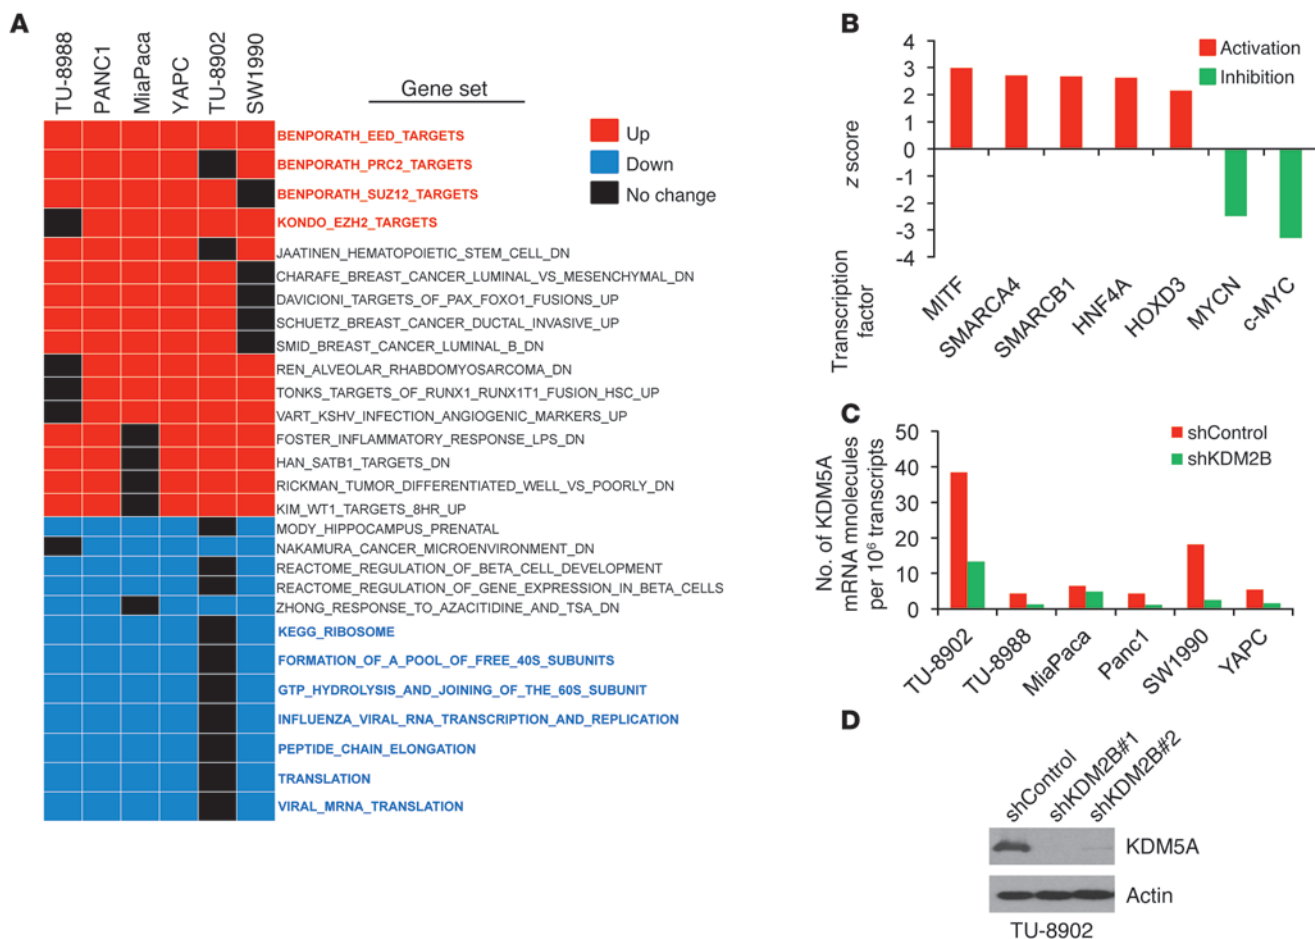 A
TU-8988
PANC1
MiaPaca
YAPC
TU-8902
SW1990
Gene set
BENPORATH_EED_TARGETS
BENPORATH_PRC2_TARGETS
BENPORATH_SUZ12_TARGETS
KONDO_EZH2_TARGETS
JAATINEN_HEMATOPOIETIC_STEM_CELL_DN
CHARAFE_BREAST_CANCER_LUMINAL_VS_MESENCHYMAL_DN
DAVICIONI_TARGETS_OF_PAX_FOXO1_FUSIONS_UP
SCHUETZ_BREAST_CANCER_DUCTAL_INVASIVE_UP
SMID_BREAST_CANCER_LUMINAL_B_DN
REN_ALVEOLAR_RHABDOMYOSARCOMA_DN
TONKS_TARGETS_OF_RUNX1_RUNX1T1_FUSION_HSC_UP
VART_KSHV_INFECTION_ANGIOGENIC_MARKERS_UP
FOSTER_INFLAMMATORY_RESPONSE_LPS_DN
HAN_SATB1_TARGETS_DN
RICKMAN_TUMOR_DIFFERENTIATED_WELL_VS_POORLY_DN
KIM_WT1_TARGETS_8HR_UP
MODY_HIPPOCAMPUS_PRENATAL
NAKAMURA_CANCER_MICROENVIRONMENT_DN
REACTOME_REGULATION_OF_BETA_CELL_DEVELOPMENT
REACTOME_REGULATION_OF_GENE_EXPRESSION_IN_BETA_CELLS
ZHONG_RESPONSE_TO_AZACITIDINE_AND_TSA_DN
KEGG_RIBOSOME
FORMATION_OF_A_POOL_OF_FREE_40S_SUBUNITS
GTP_HYDROLYSIS_AND_JOINING_OF_THE_60S_SUBUNIT
INFLUENZA_VIRAL_RNA_TRANSCRIPTION_AND_REPLICATION
PEPTIDE_CHAIN_ELONGATION
TRANSLATION
VIRAL_MRNA_TRANSLATION
Up
Down
No change
B
4
3
2
1
0
-1
-2
-3
-4
z score
Activation
Inhibition
Transcription
factor
MITF
SMARCA4
SMARCB1
HNF4A
HOXD3
MYCN
c-MYC
C
No. of KDM5A
mRNA mnolecules
per 10⁶ transcripts
50
40
30
20
10
0
shControl
shKDM2B
TU-8902
TU-8988
MiaPaca
Panc1
SW1990
YAPC
D
shControl
shKDM2B#1
shKDM2B#2
KDM5A
Actin
TU-8902